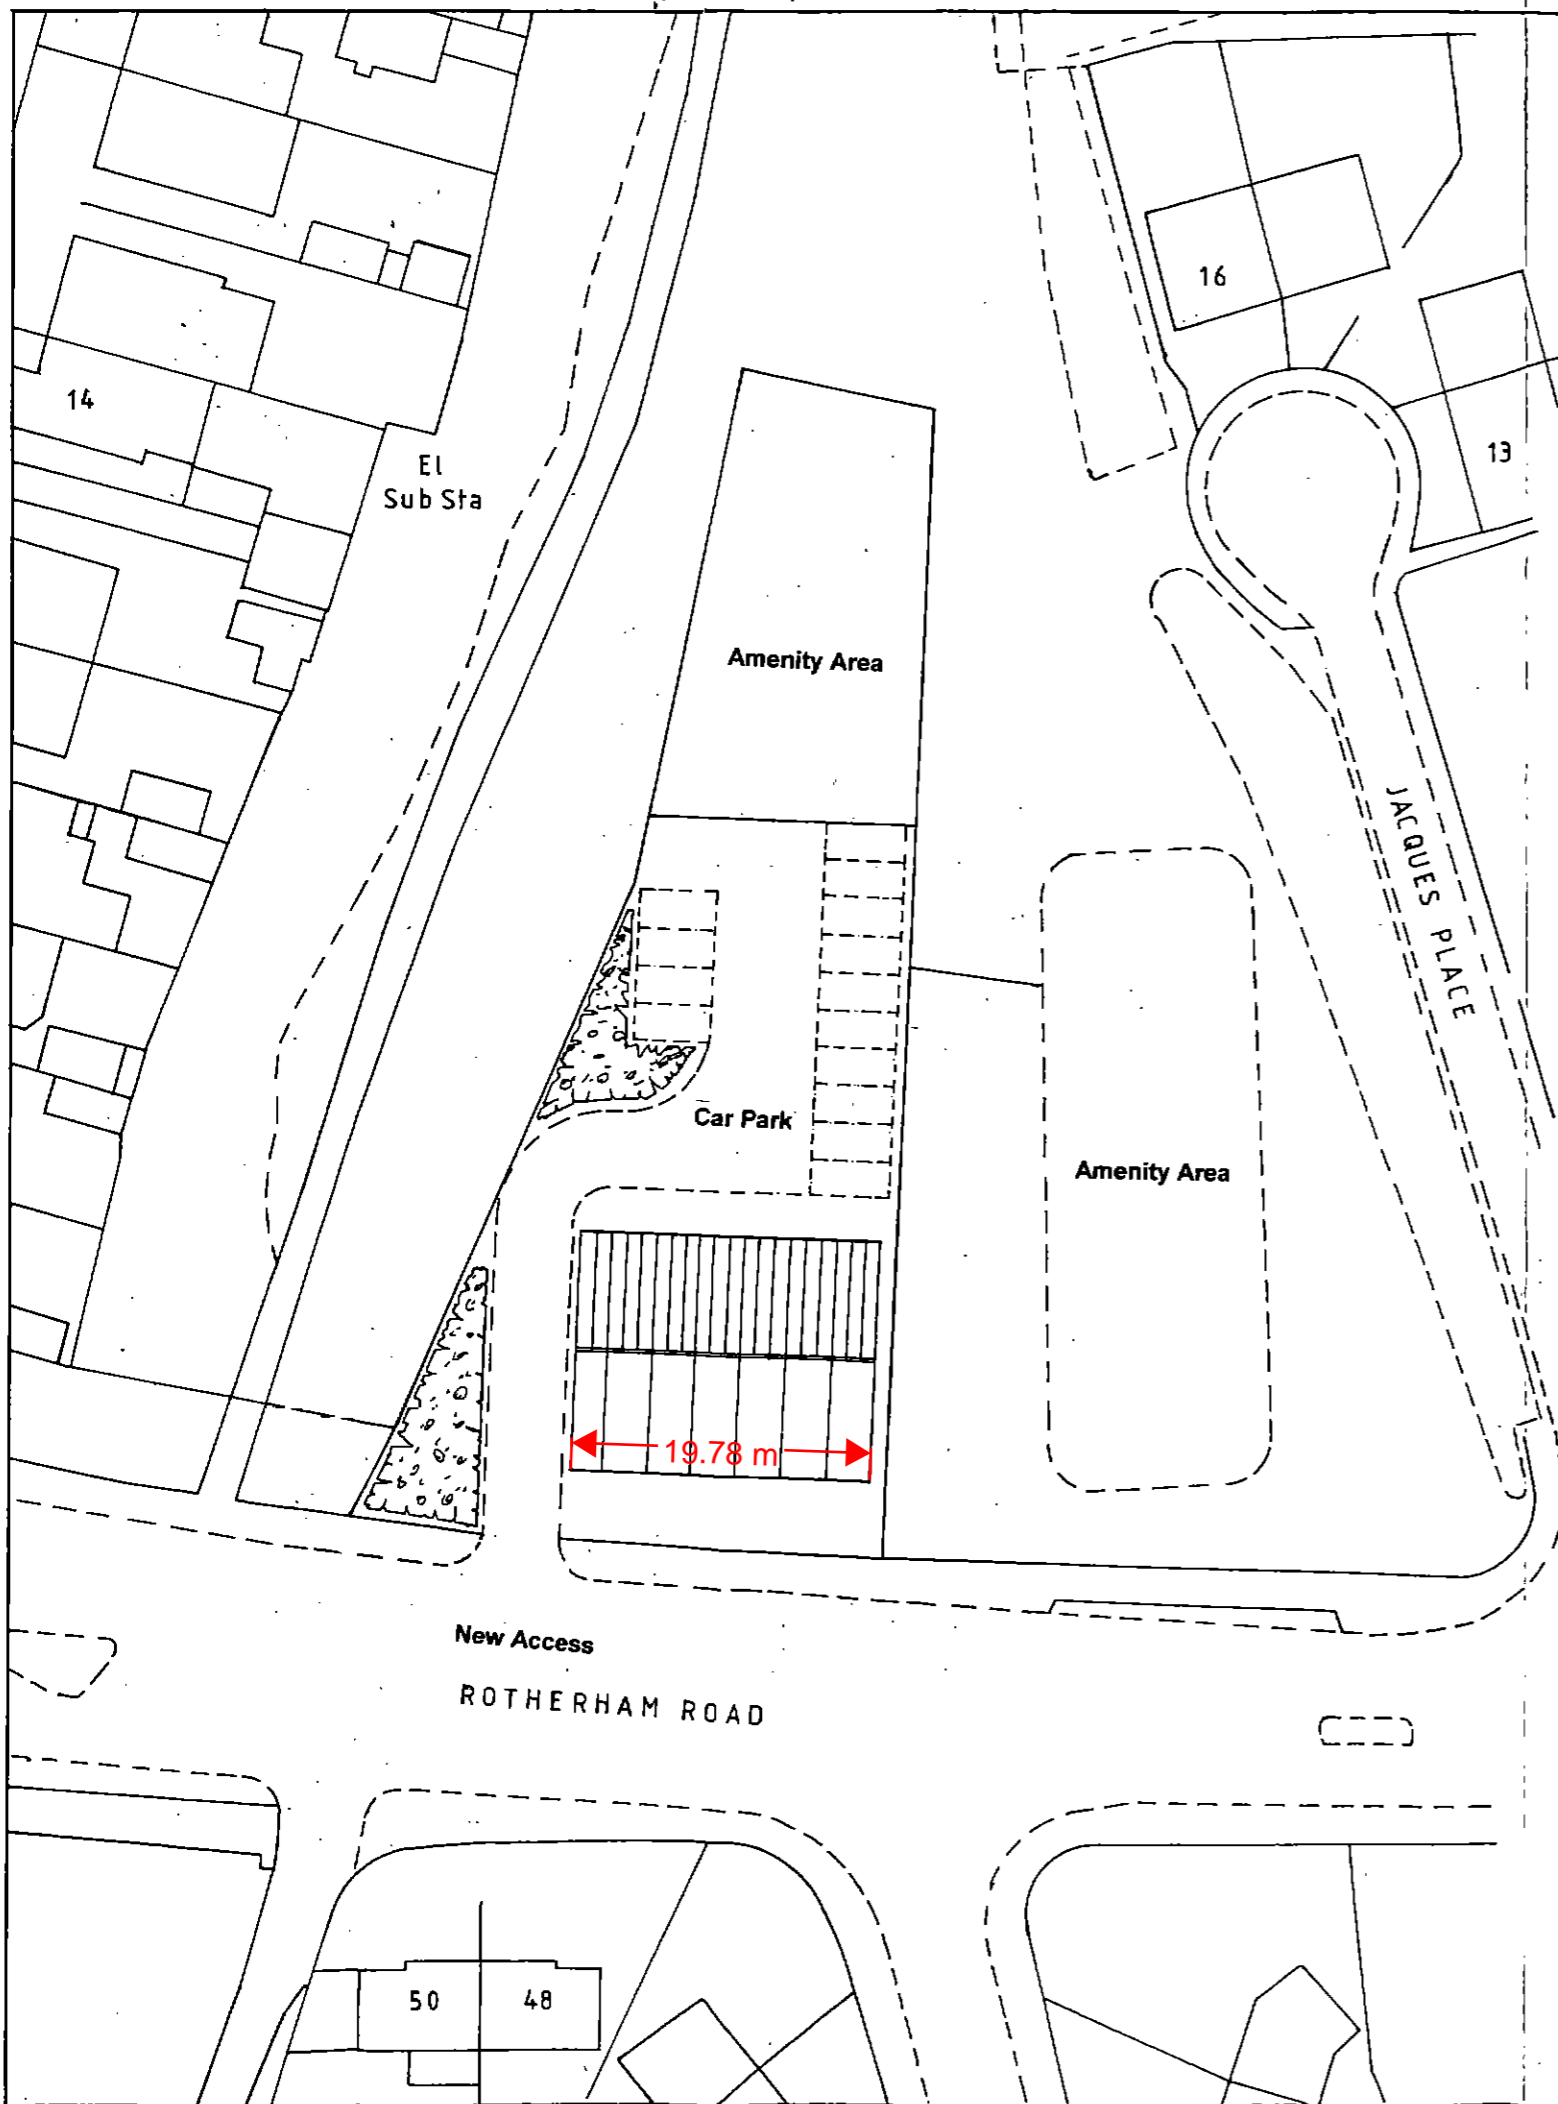 16
14
13
El
Sub Sta
Amenity Area
JACQUES PLACE
Car Park
Amenity Area
19.78 m
New Access
ROTHERHAM ROAD
50
48